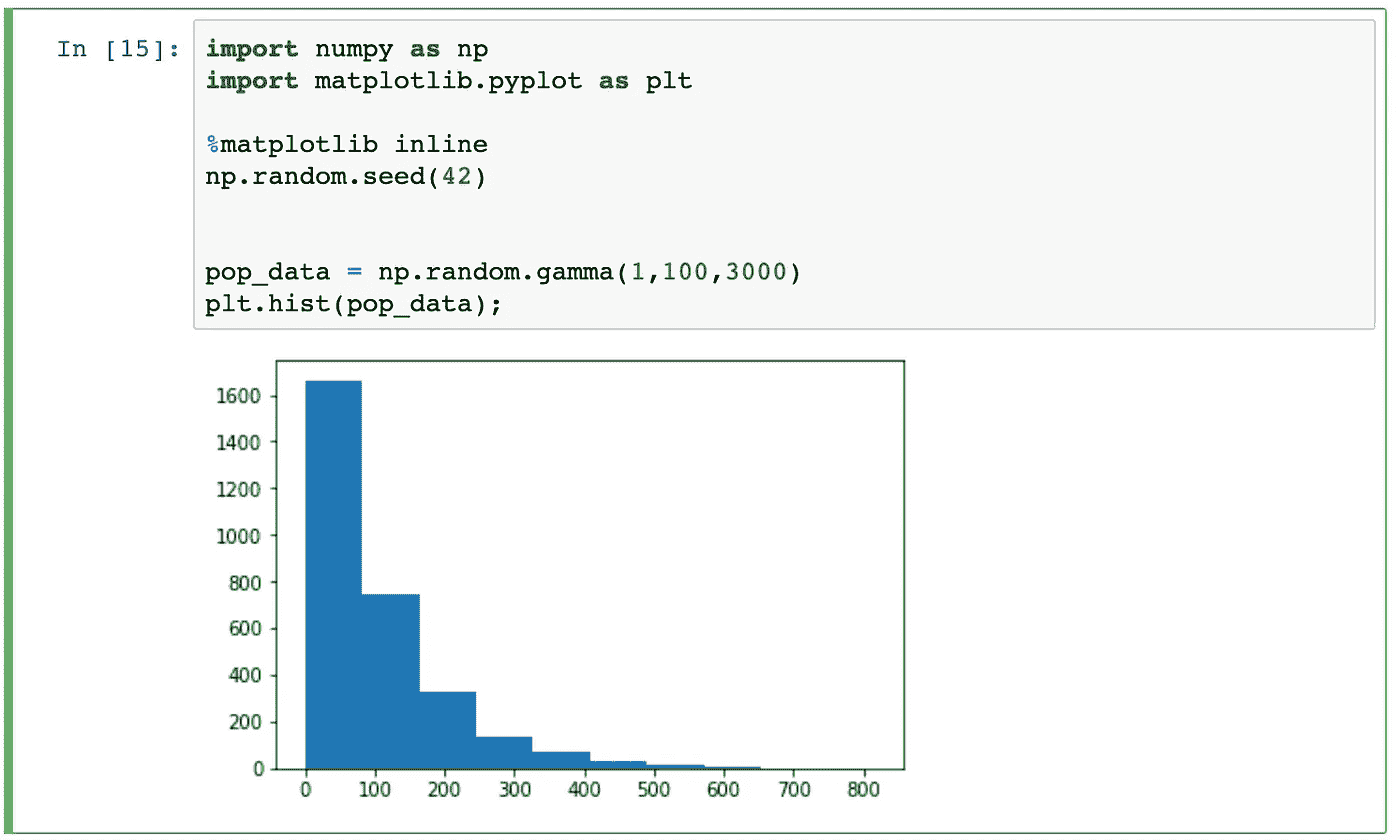 In [15]:
import numpy as np
import matplotlib.pyplot as plt
%matplotlib inline
np.random.seed(42)
pop_data = np.random.gamma(1,100,3000)
plt.hist(pop_data);
1600
1400
1200
1000
800
600
400
200
0
0 100 200 300 400 500 600 700 800